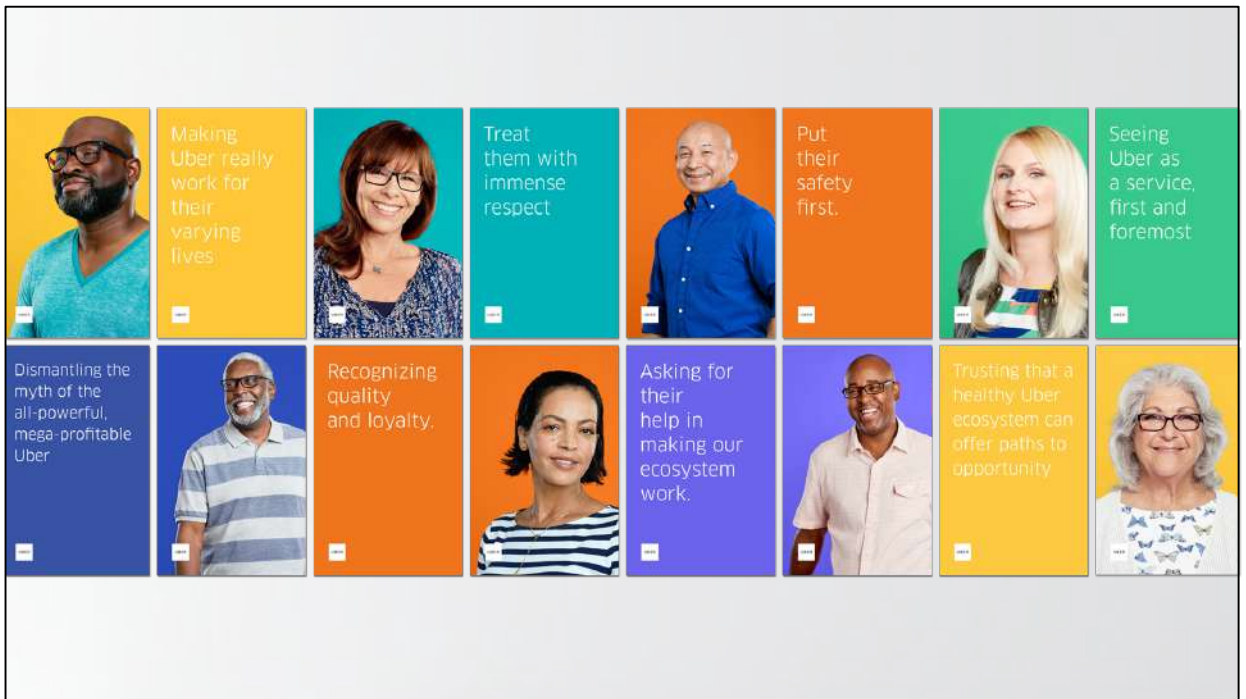 Making
Uber really
work for
their
varying
lives
Treat
them with
immense
respect
Put
their
safety
first.
Seeing
Uber as
a service,
first and
foremost
Dismantling the
myth of the
all-powerful,
mega-profitable
Uber
Recognizing
quality
and loyalty.
Asking for
their
help in
making our
ecosystem
work.
Trusting that a
healthy Uber
ecosystem can
offer paths to
opportunity